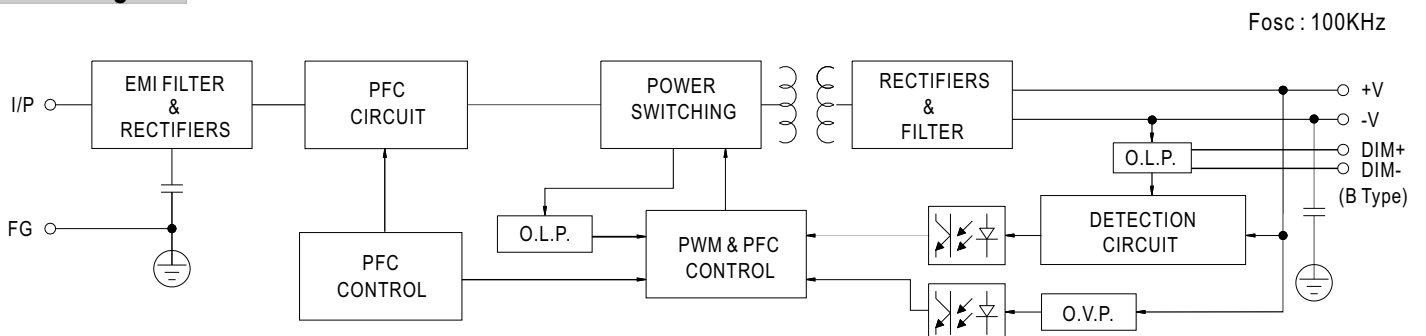 Fosc : 100KHz
I/P
EMI FILTER
&
RECTIFIERS
PFC
CIRCUIT
POWER
SWITCHING
RECTIFIERS
&
FILTER
+V
-V
DIM+
DIM-
(B Type)
O.L.P.
FG
O.L.P.
PFC
CONTROL
PWM & PFC
CONTROL
DETECTION
CIRCUIT
O.V.P.